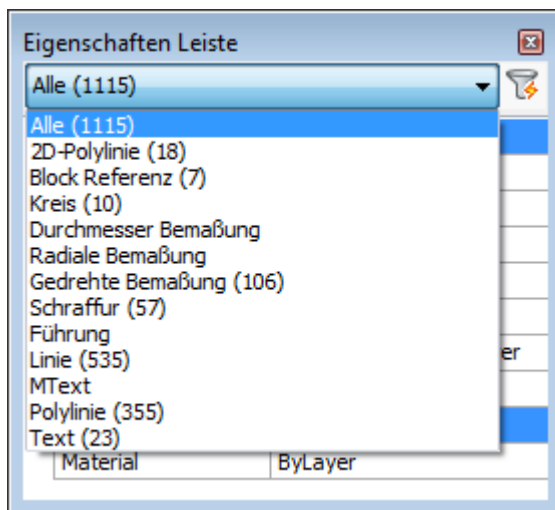 Eigenschaften Leiste
Alle (1115)
Alle (1115)
2D-Polylinie (18)
Block Referenz (7)
Kreis (10)
Durchmesser Bemaßung
Radiale Bemaßung
Gedrehte Bemaßung (106)
Schraffur (57)
Führung
Linie (535)
er
MText
Polylinie (355)
Text (23)
Material ByLayer